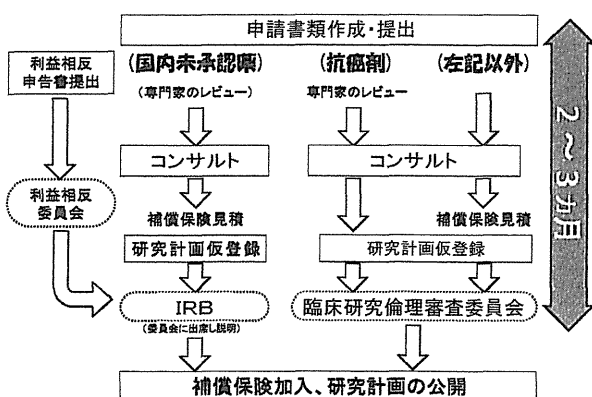 申請書類作成・提出
利益相反
申告書提出
(国内未承認薬)
(抗癌剤)
(左記以外)
(専門家のレビュー)
専門家のレビュー
コンサルト
コンサルト
利益相反
委員会
補償保険見積
補償保険見積
研究計画仮登録
研究計画仮登録
IRB
(委員会に出席し説明)
臨床研究倫理審査委員会
補償保険加入、研究計画の公開
2~3ヵ月